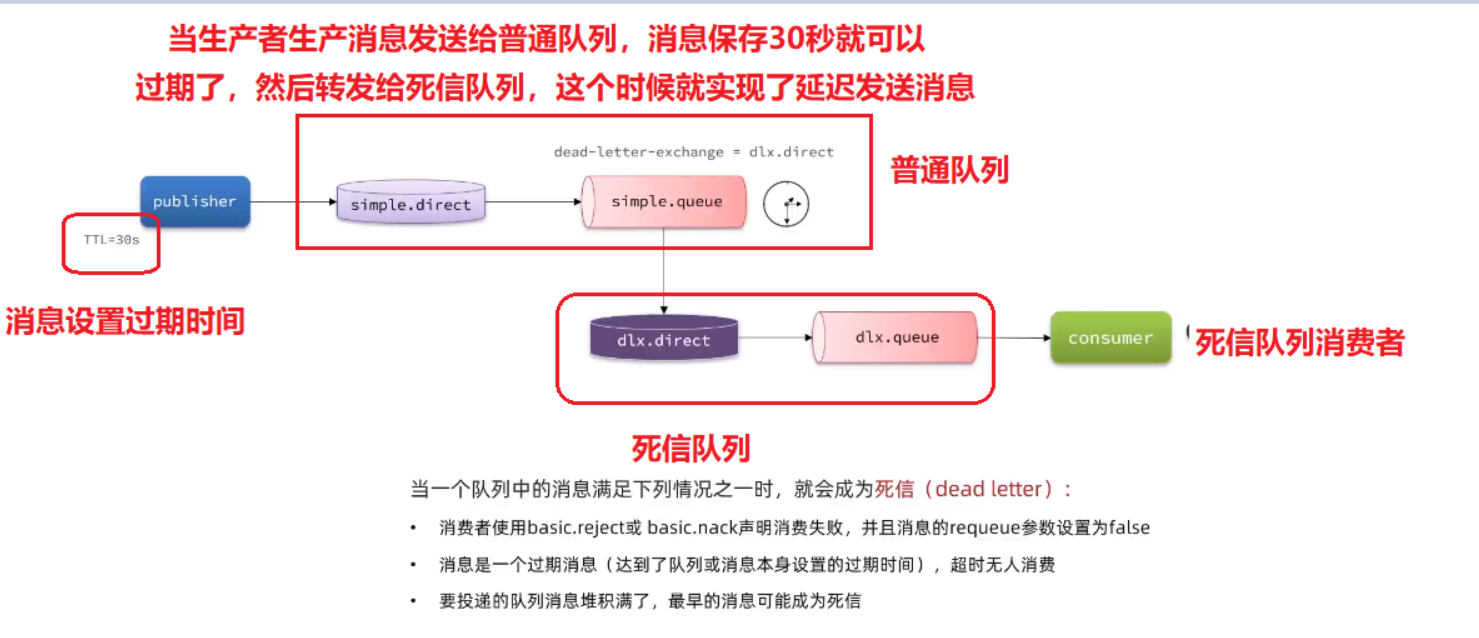 当生产者生产消息发送给普通队列，消息保存30秒就可以
过期了，然后转发给死信队列，这个时候就实现了延迟发送消息
dead-letter-exchange = dlx.direct
普通队列
publisher
simple.direct
simple.queue
TTL=30s
消息设置过期时间
dlx.direct
dlx.queue
consumer
死信队列消费者
死信队列
当一个队列中的消息满足下列情况之一时，就会成为死信（dead letter）：
• 消费者使用basic.reject或 basic.nack声明消费失败，并且消息的requeue参数设置为false
• 消息是一个过期消息（达到了队列或消息本身设置的过期时间），超时无人消费
• 要投递的队列消息堆积满了，最早的消息可能成为死信